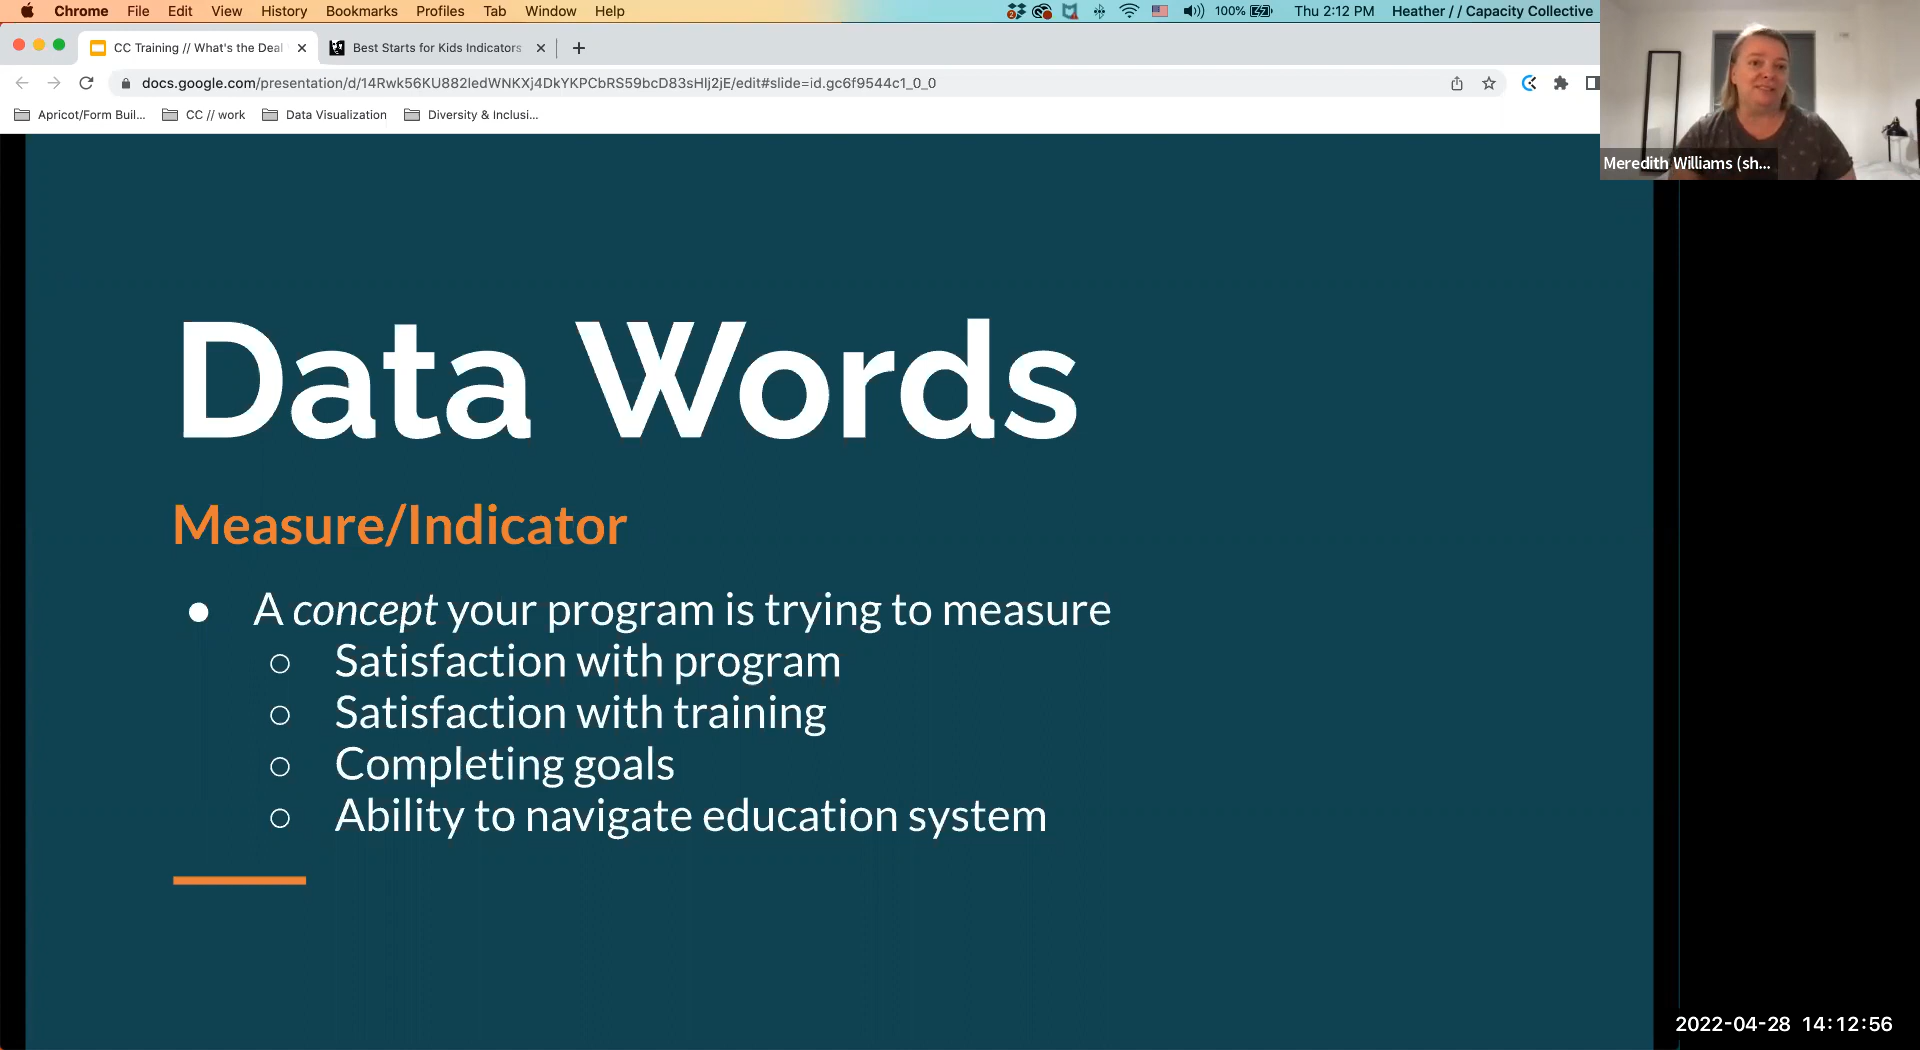 Chrome File Edit View History Bookmarks Profiles Tab Window Help
100% Thu 2:12 PM Heather // Capacity Collective
CC Training // What's the Deal
Best Starts for Kids Indicators
docs.google.com/presentation/d/14Rwk56KU882ledWNKXj4DkYKPCbRS59bcD83sHlj2jE/edit#slide=id.gc6f9544c1_0_0
Apricot/Form Buil... CC // work Data Visualization Diversity & Inclusi...
Meredith Williams (sh...
Data Words
Measure/Indicator
● A concept your program is trying to measure
○ Satisfaction with program
○ Satisfaction with training
○ Completing goals
○ Ability to navigate education system
2022-04-28 14:12:56